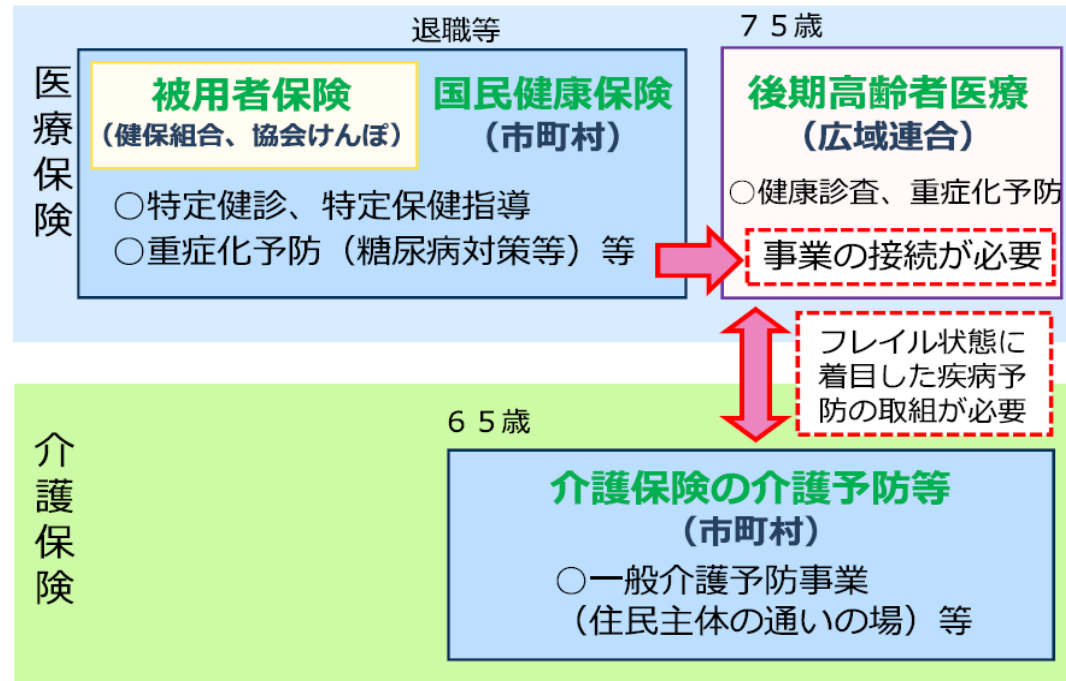 医療保険
退職等
７５歳
被用者保険
（健保組合、協会けんぽ）
国民健康保険
（市町村）
○特定健診、特定保健指導
○重症化予防（糖尿病対策等）等
後期高齢者医療
（広域連合）
○健康診査、重症化予防
事業の接続が必要
フレイル状態に
着目した疾病予
防の取組が必要
介護保険
６５歳
介護保険の介護予防等
（市町村）
○一般介護予防事業
（住民主体の通いの場）等